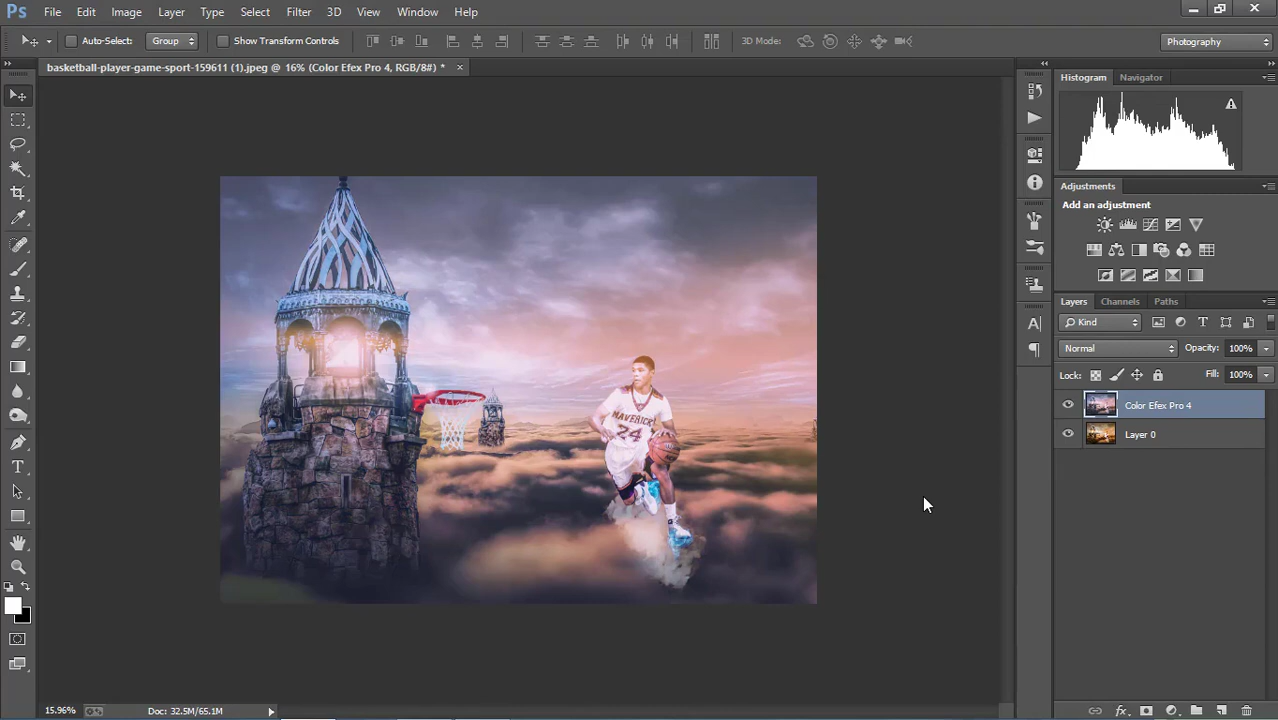 Ps File Edit Image Layer Type Select Filter 3D View Window Help
Auto-Select: Group Show Transform Controls 3D Mode: Photography
basketball-player-game-sport-159611 (1).jpeg @ 16% (Color Efex Pro 4, RGB/8#) * ×
Histogram Navigator
Adjustments
Add an adjustment
Layers Channels Paths
Kind
Normal Opacity: 100%
Lock: Fill: 100%
Color Efex Pro 4
Layer 0
MAVERICK
24
15.96% Doc: 32.5M/65.1M